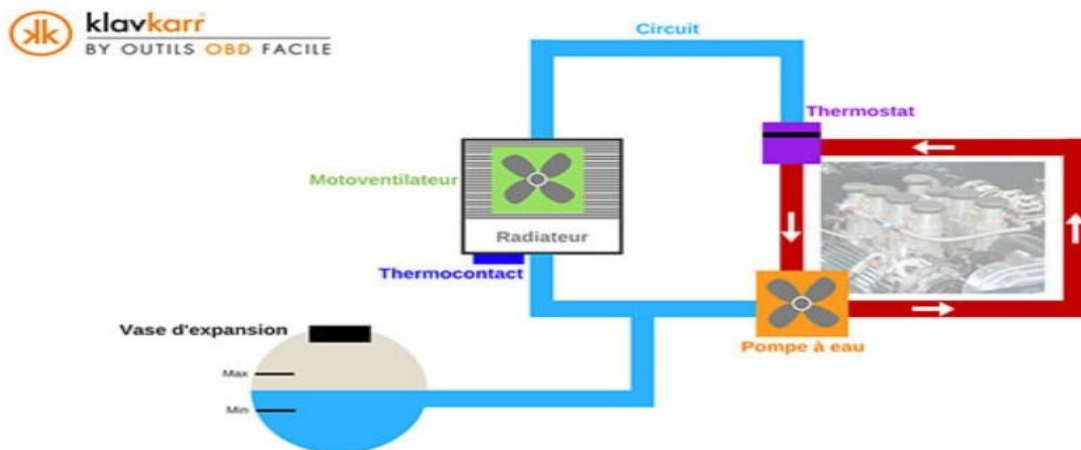 klavkarr
BY OUTILS OBD FACILE
Circuit
Thermostat
Motoventilateur
Radiateur
Thermocontact
Vase d'expansion
Max
Min
Pompe à eau